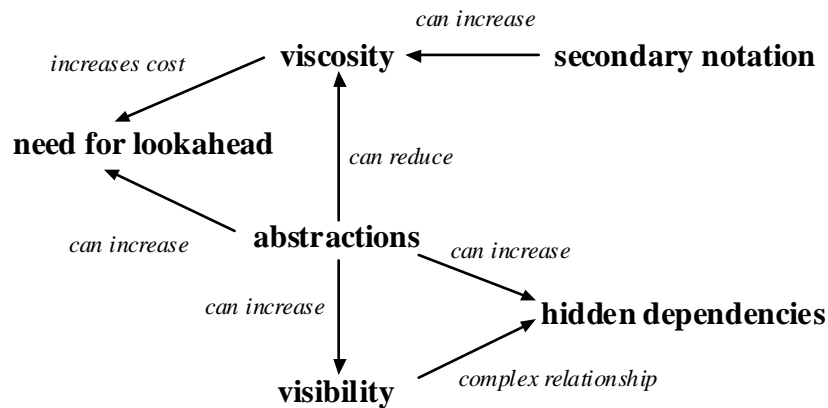 can increase
viscosity
secondary notation
increases cost
need for lookahead
can reduce
can increase
abstractions
can increase
can increase
hidden dependencies
visibility
complex relationship